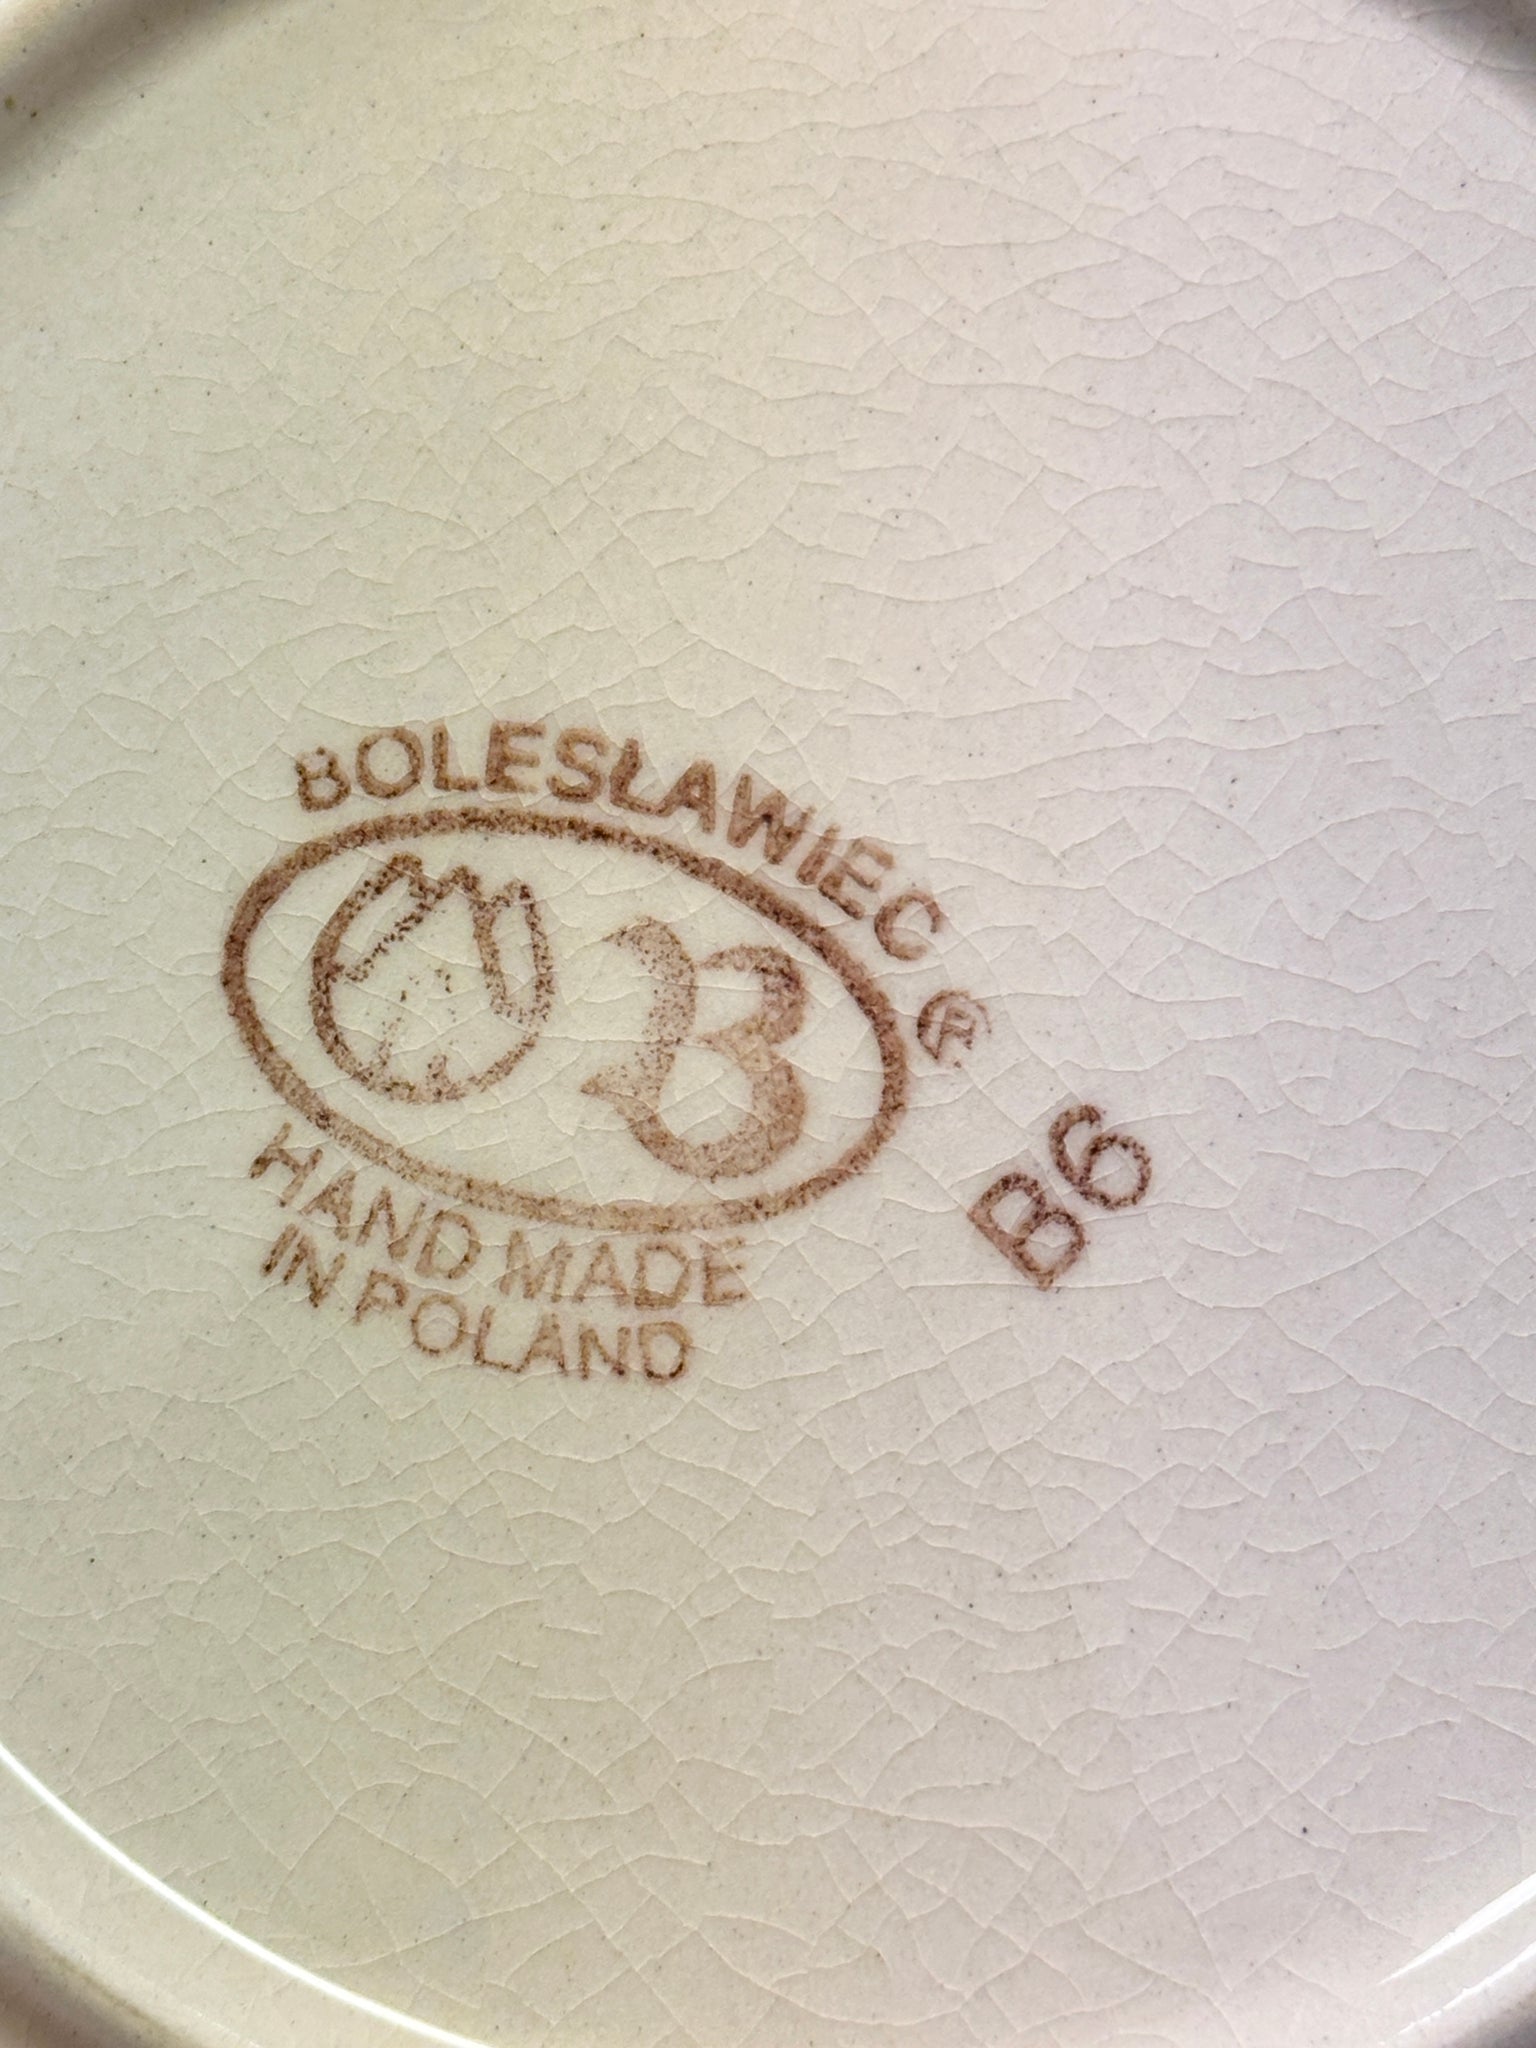 BOLESŁAWIEC ®
B
HAND MADE
IN POLAND
B6